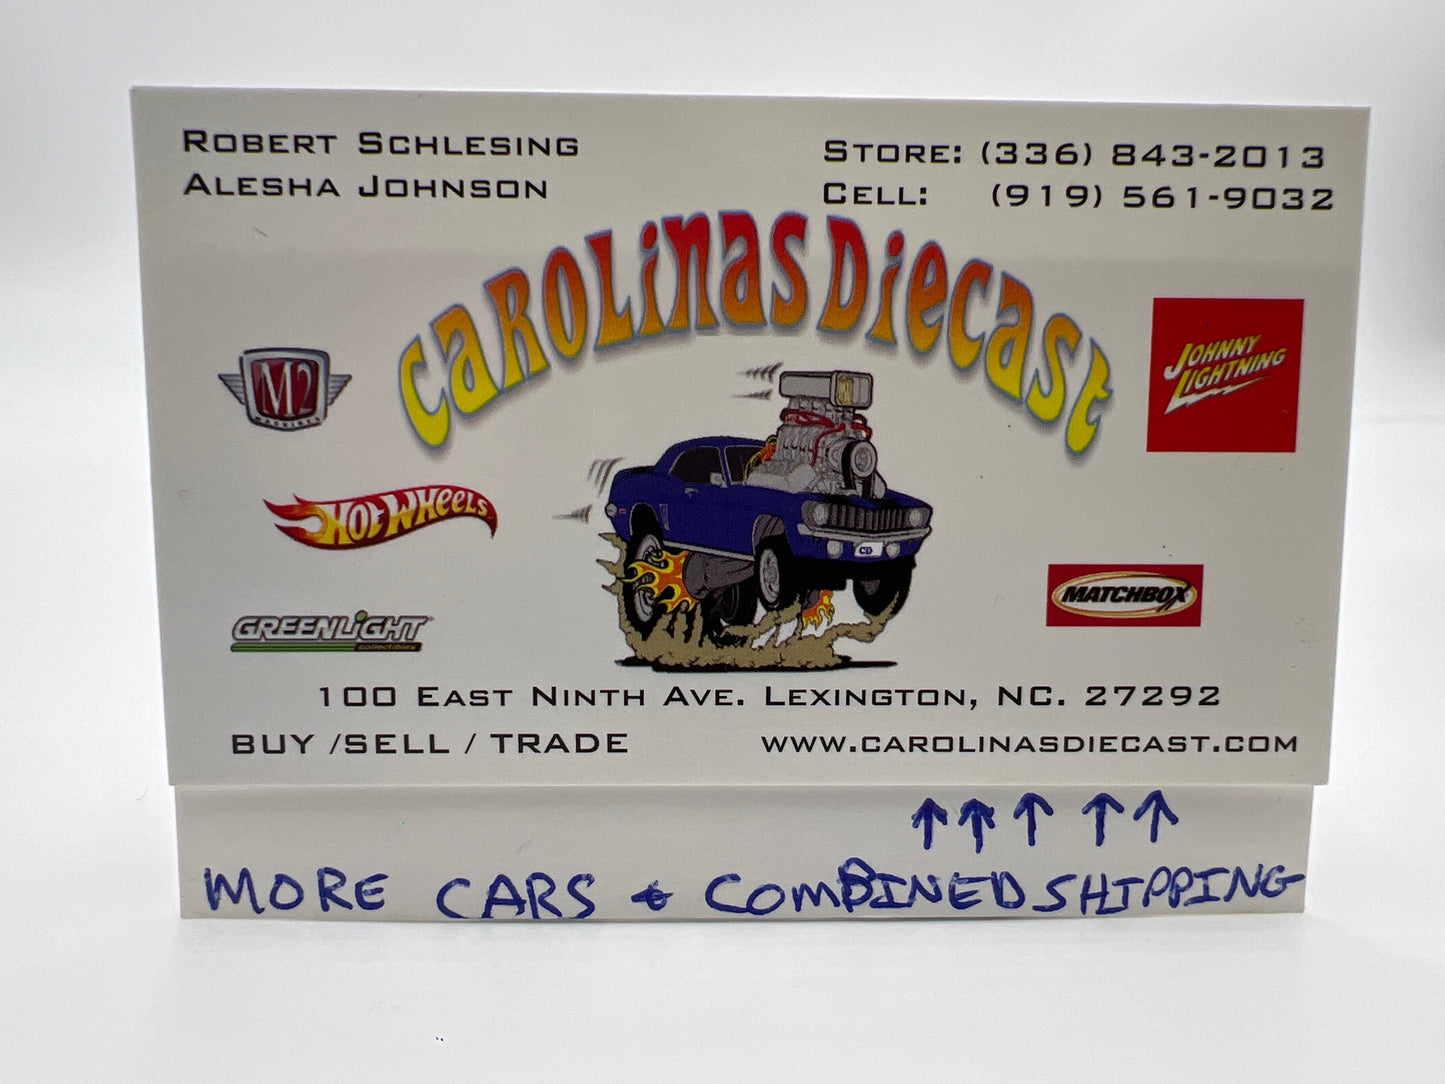 ROBERT SCHLESING
ALESHA JOHNSON
STORE: (336) 843-2013
CELL: (919) 561-9032
CAROLINAS DIECAST
M2
MACHINES
JOHNNY
LIGHTNING
HOT WHEELS
MATCHBOX
GREENLIGHT
collectibles
100 EAST NINTH AVE. LEXINGTON, NC. 27292
BUY /SELL / TRADE
WWW.CAROLINASDIECAST.COM
↑↑↑↑↑
MORE CARS & COMBINED SHIPPING